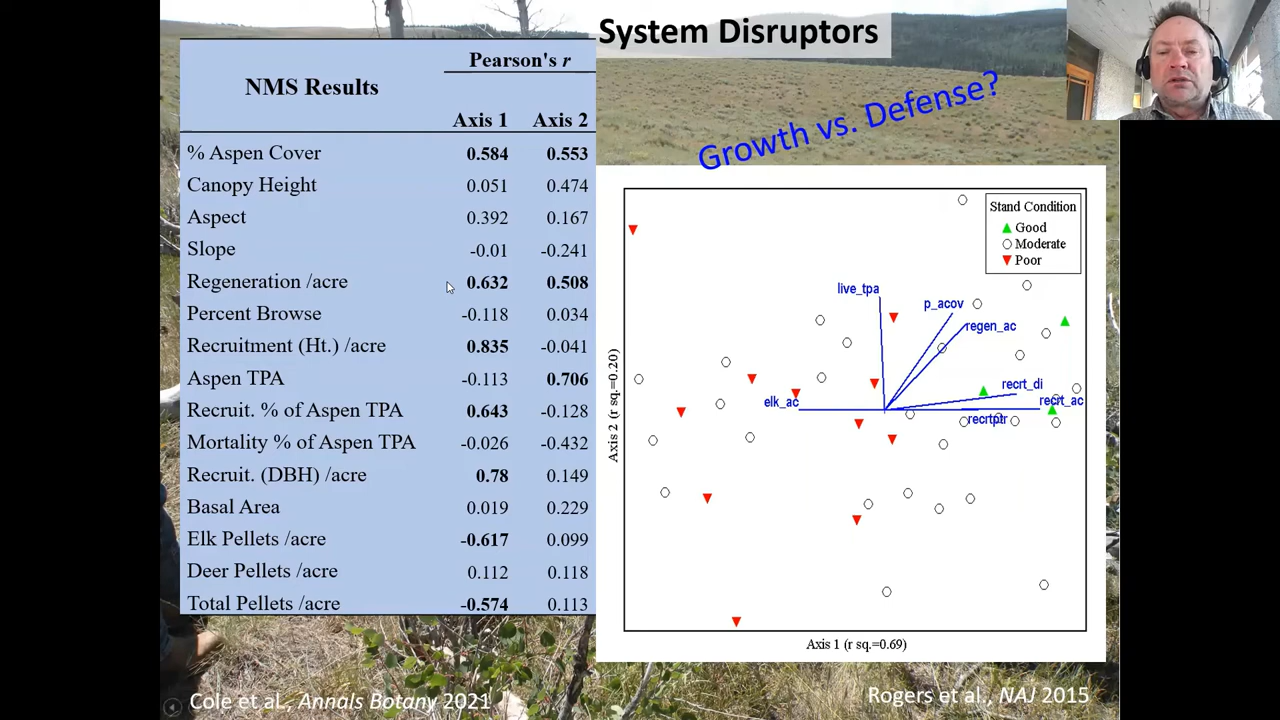 System Disruptors
Growth vs. Defense?
Pearson's r
NMS Results
Axis 1 Axis 2
% Aspen Cover 0.584 0.553
Canopy Height 0.051 0.474
Aspect 0.392 0.167
Slope -0.01 -0.241
Regeneration /acre 0.632 0.508
Percent Browse -0.118 0.034
Recruitment (Ht.) /acre 0.835 -0.041
Aspen TPA -0.113 0.706
Recruit. % of Aspen TPA 0.643 -0.128
Mortality % of Aspen TPA -0.026 -0.432
Recruit. (DBH) /acre 0.78 0.149
Basal Area 0.019 0.229
Elk Pellets /acre -0.617 0.099
Deer Pellets /acre 0.112 0.118
Total Pellets /acre -0.574 0.113
Stand Condition
Good
Moderate
Poor
live_tpa
p_acov
regen_ac
recrt_di
elk_ac
recrt_ac
recrtptr
Axis 2 (r sq.=0.20)
Axis 1 (r sq.=0.69)
Cole et al., Annals Botany 2021
Rogers et al., NAJ 2015